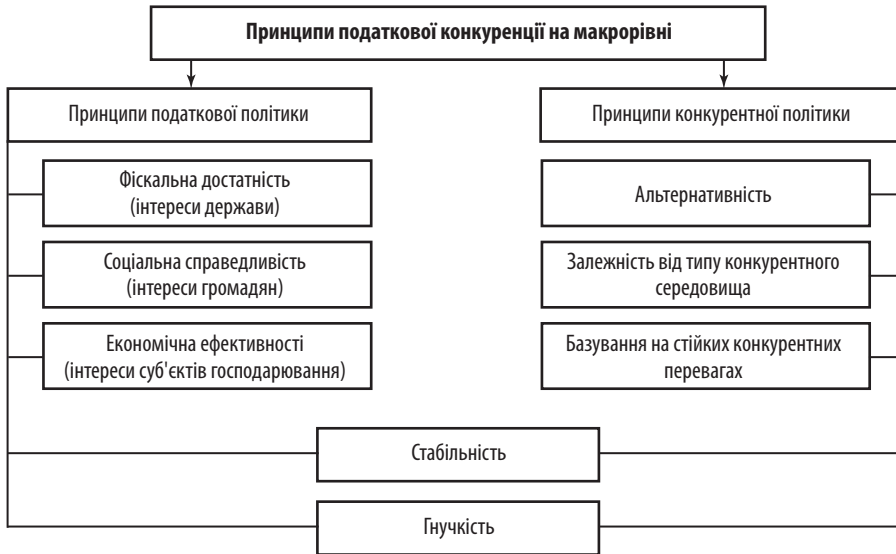 Принципи податкової конкуренції на макрорівні
Принципи податкової політики
Принципи конкурентної політики
Фіскальна достатність
(інтереси держави)
Альтернативність
Соціальна справедливість
(інтереси громадян)
Залежність від типу конкурентного
середовища
Економічна ефективності
(інтереси суб'єктів господарювання)
Базування на стійких конкурентних
перевагах
Стабільність
Гнучкість